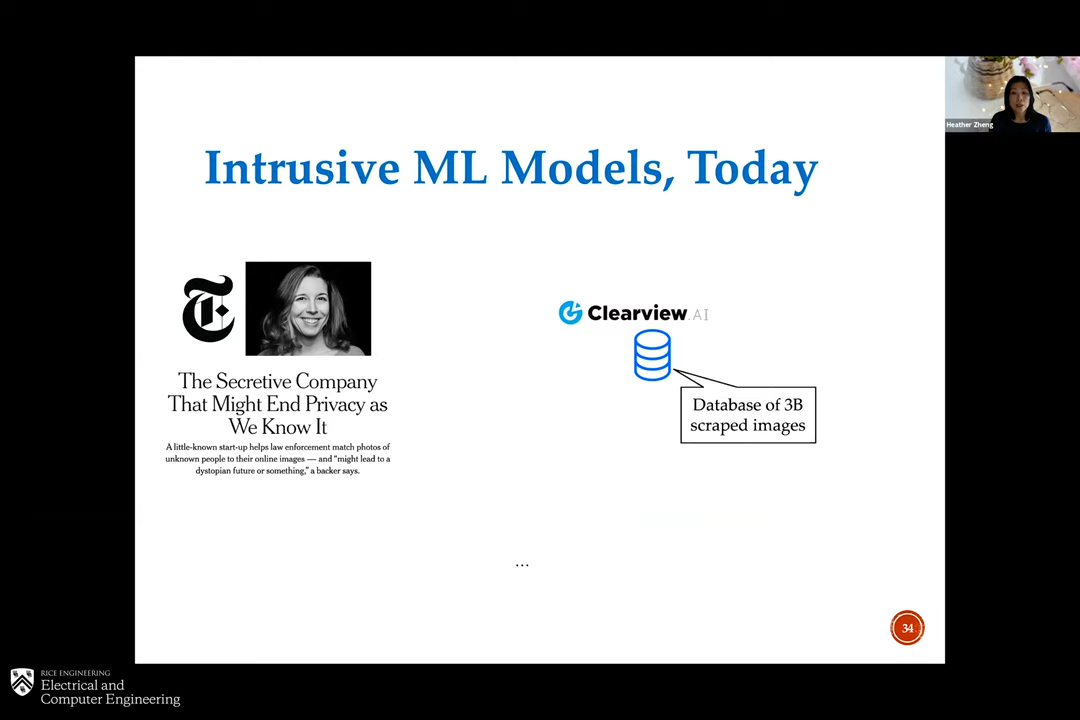 Heather Zheng
Intrusive ML Models, Today
T
The Secretive Company
That Might End Privacy as
We Know It
A little-known start-up helps law enforcement match photos of
unknown people to their online images — and “might lead to a
dystopian future or something,” a backer says.
Clearview.AI
Database of 3B
scraped images
...
34
RICE ENGINEERING
Electrical and
Computer Engineering